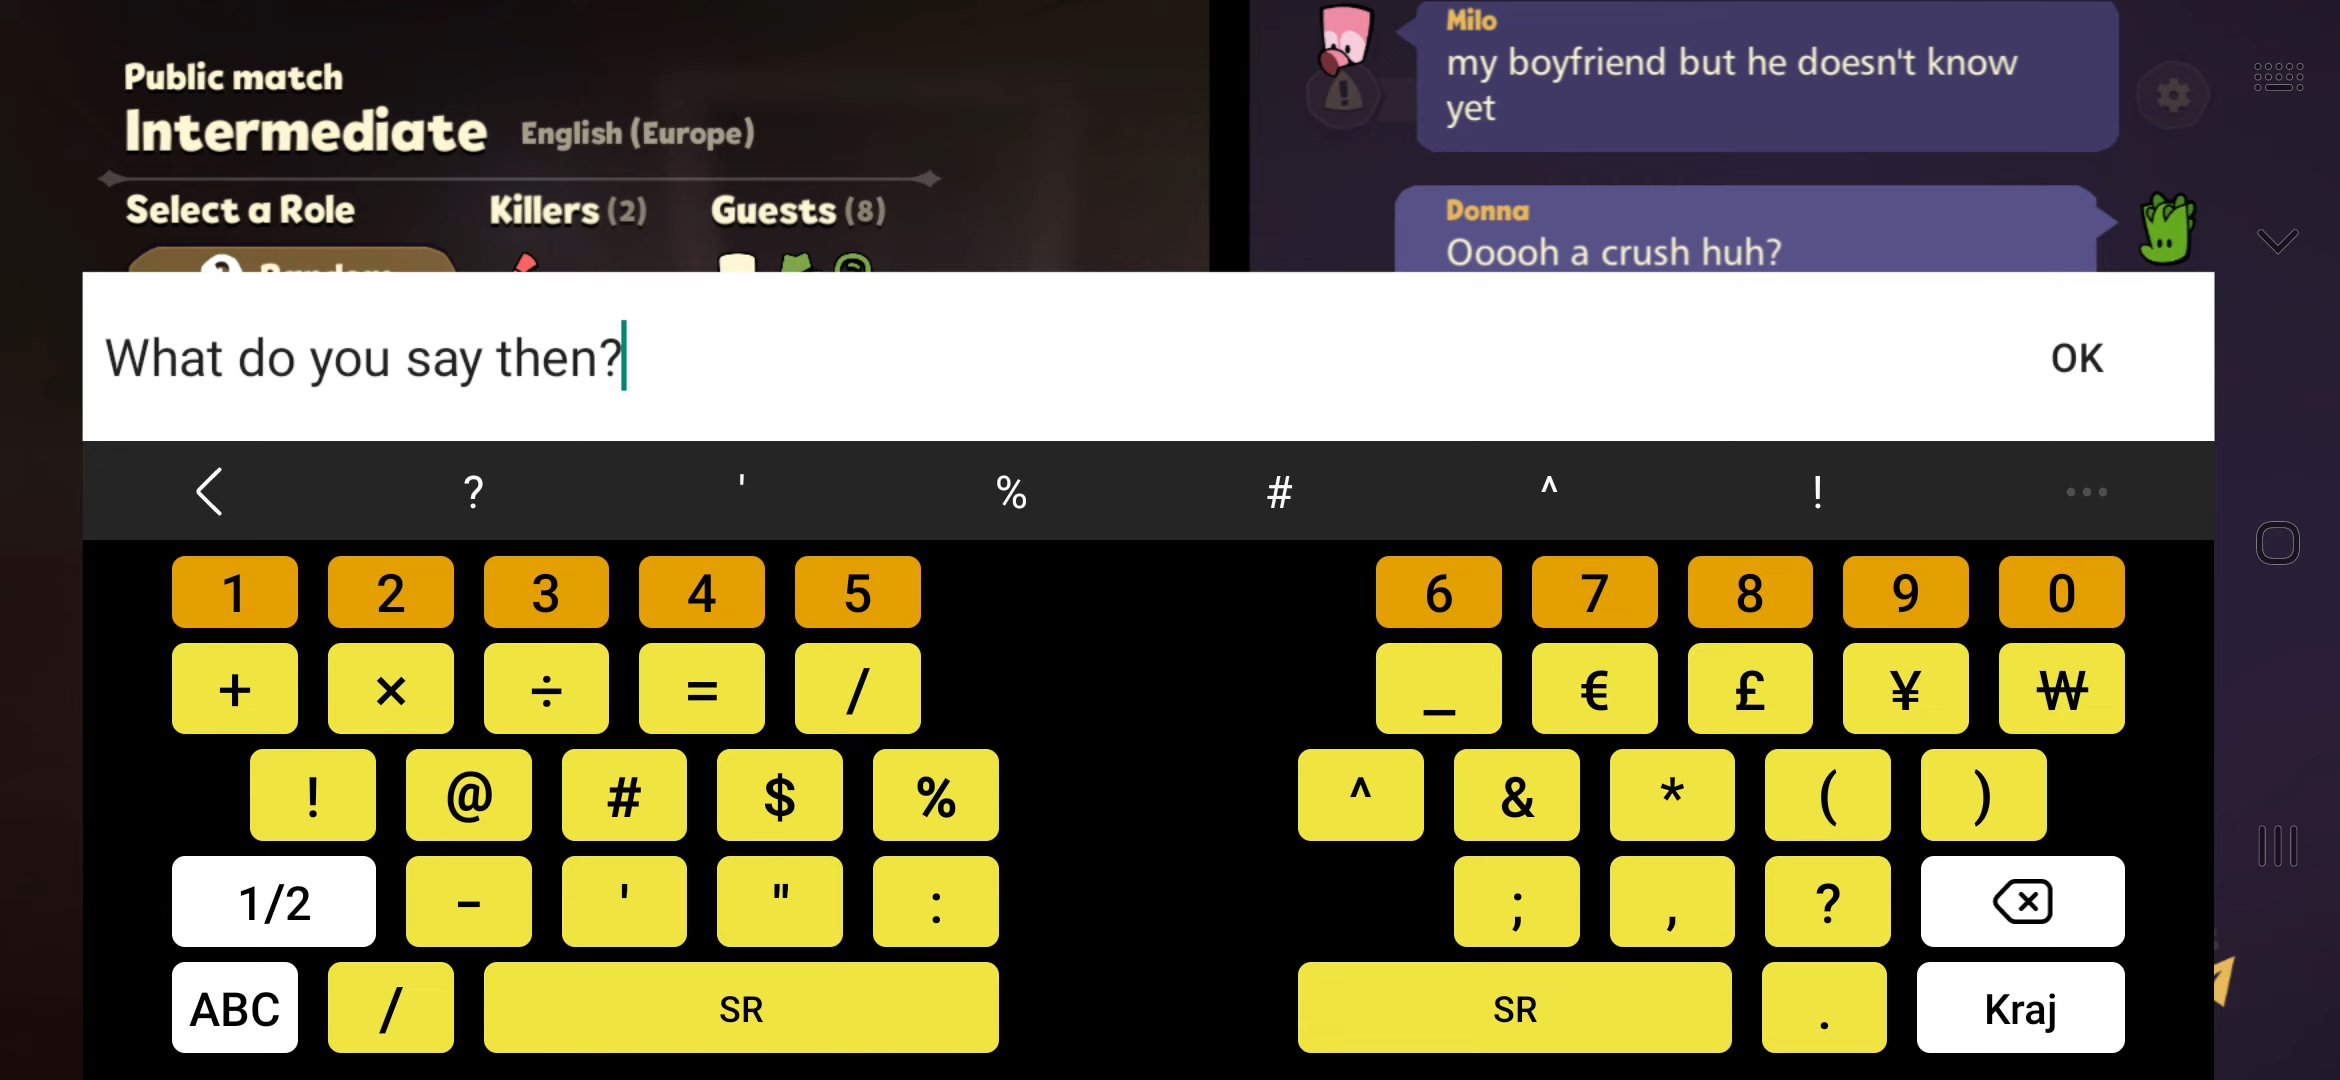 Public match
Intermediate English (Europe)
Select a Role Killers (2) Guests (8)
Random
Milo
my boyfriend but he doesn't know
yet
Donna
Ooooh a crush huh?
What do you say then?
OK
? ' % # ^ ! ...
1 2 3 4 5 6 7 8 9 0
+ × ÷ = / _ € £ ¥ ₩
! @ # $ % ^ & * ( )
1/2 - ' " : ; , ?
ABC / SR SR . Kraj